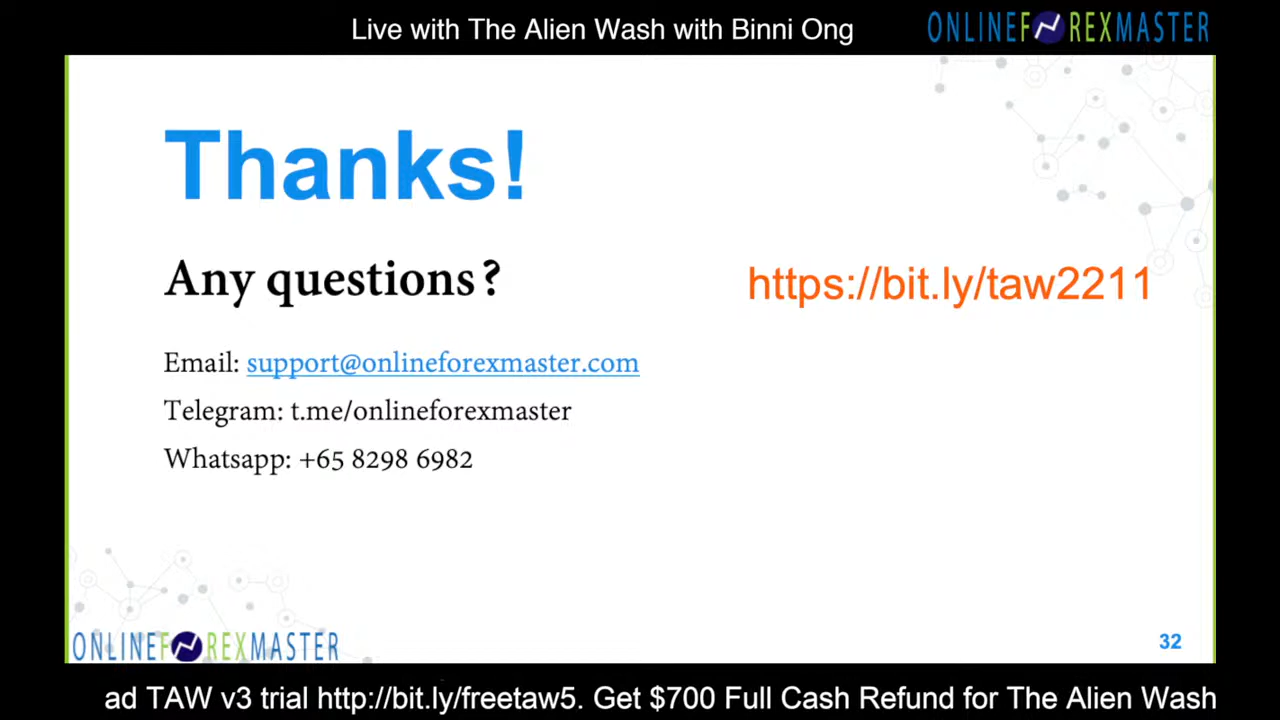 Live with The Alien Wash with Binni Ong
ONLINEFOREXMASTER
Thanks!
Any questions?
https://bit.ly/taw2211
Email: support@onlineforexmaster.com
Telegram: t.me/onlineforexmaster
Whatsapp: +65 8298 6982
ONLINEFOREXMASTER
32
ad TAW v3 trial http://bit.ly/freetaw5. Get $700 Full Cash Refund for The Alien Wash